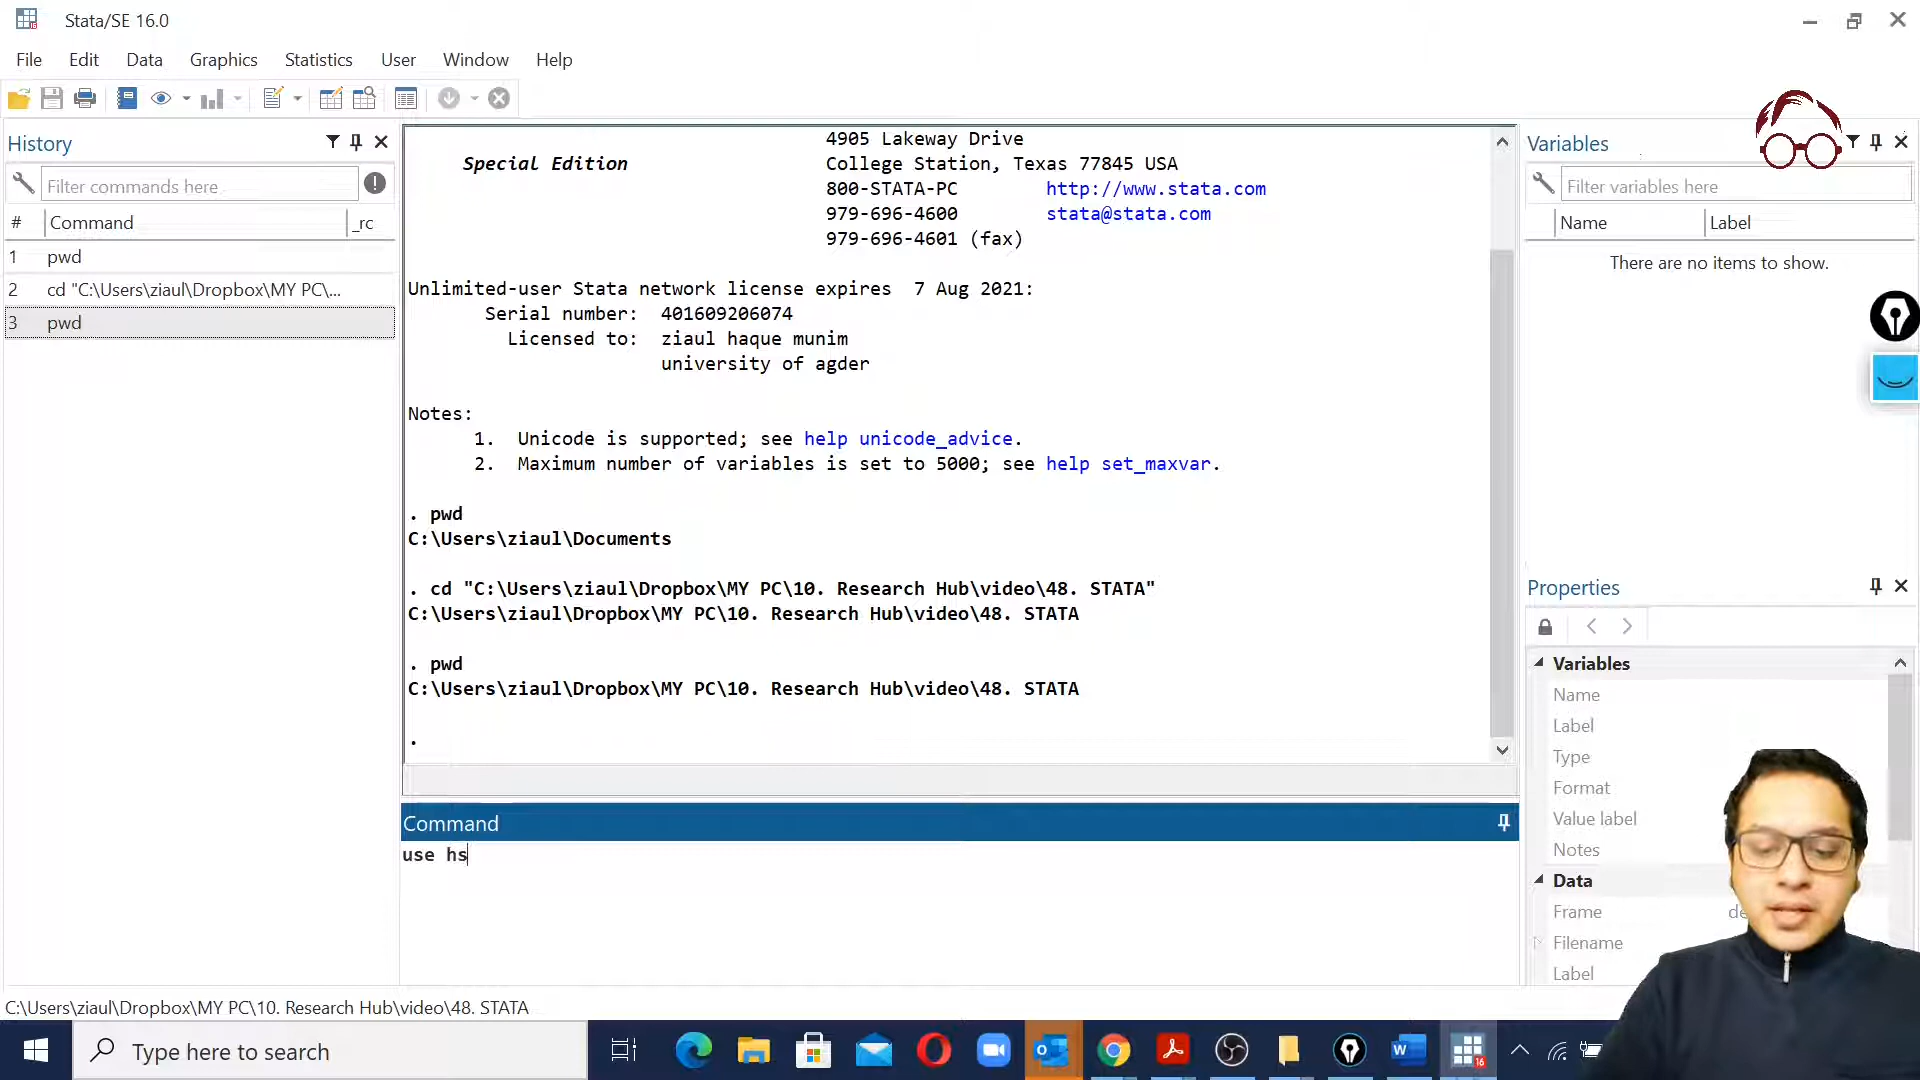 Stata/SE 16.0
File Edit Data Graphics Statistics User Window Help
History
Filter commands here
# Command _rc
1 pwd
2 cd "C:\Users\ziaul\Dropbox\MY PC\...
3 pwd
4905 Lakeway Drive
Special Edition College Station, Texas 77845 USA
800-STATA-PC http://www.stata.com
979-696-4600 stata@stata.com
979-696-4601 (fax)
Unlimited-user Stata network license expires 7 Aug 2021:
Serial number: 401609206074
Licensed to: ziaul haque munim
university of agder
Notes:
1. Unicode is supported; see help unicode_advice.
2. Maximum number of variables is set to 5000; see help set_maxvar.
. pwd
C:\Users\ziaul\Documents
. cd "C:\Users\ziaul\Dropbox\MY PC\10. Research Hub\video\48. STATA"
C:\Users\ziaul\Dropbox\MY PC\10. Research Hub\video\48. STATA
. pwd
C:\Users\ziaul\Dropbox\MY PC\10. Research Hub\video\48. STATA
.
Command
use hs
Variables
Filter variables here
Name Label
There are no items to show.
Properties
Variables
Name
Label
Type
Format
Value label
Notes
Data
Frame de
Filename
Label
C:\Users\ziaul\Dropbox\MY PC\10. Research Hub\video\48. STATA
Type here to search
16